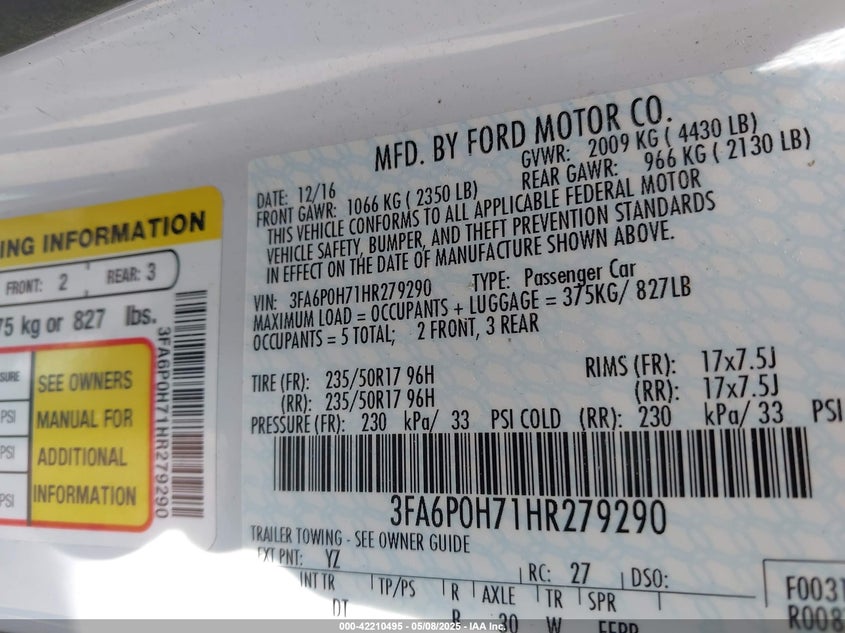 MFD. BY FORD MOTOR CO.
DATE: 12/16 GVWR: 2009 KG ( 4430 LB)
FRONT GAWR: 1066 KG ( 2350 LB) REAR GAWR: 966 KG ( 2130 LB)
THIS VEHICLE CONFORMS TO ALL APPLICABLE FEDERAL MOTOR
VEHICLE SAFETY, BUMPER, AND THEFT PREVENTION STANDARDS
IN EFFECT ON THE DATE OF MANUFACTURE SHOWN ABOVE.
VIN: 3FA6P0H71HR279290 TYPE: Passenger Car
MAXIMUM LOAD = OCCUPANTS + LUGGAGE = 375KG/ 827LB
OCCUPANTS = 5 TOTAL; 2 FRONT, 3 REAR
TIRE (FR): 235/50R17 96H RIMS (FR): 17x7.5J
(RR): 235/50R17 96H (RR): 17x7.5J
PRESSURE (FR): 230 kPa/ 33 PSI COLD (RR): 230 kPa/ 33 PSI
3FA6P0H71HR279290
TRAILER TOWING - SEE OWNER GUIDE
EXT PNT: YZ RC: 27 DSO:
INT TR TP/PS R AXLE TR SPR
F0031
ING INFORMATION
FRONT: 2 REAR: 3
75 kg or 827 lbs.
SURE
PSI
PSI
PSI
SEE OWNERS
MANUAL FOR
ADDITIONAL
INFORMATION
3FA6P0H71HR279290
000-42210495 - 05/08/2025 - IAA Inc.